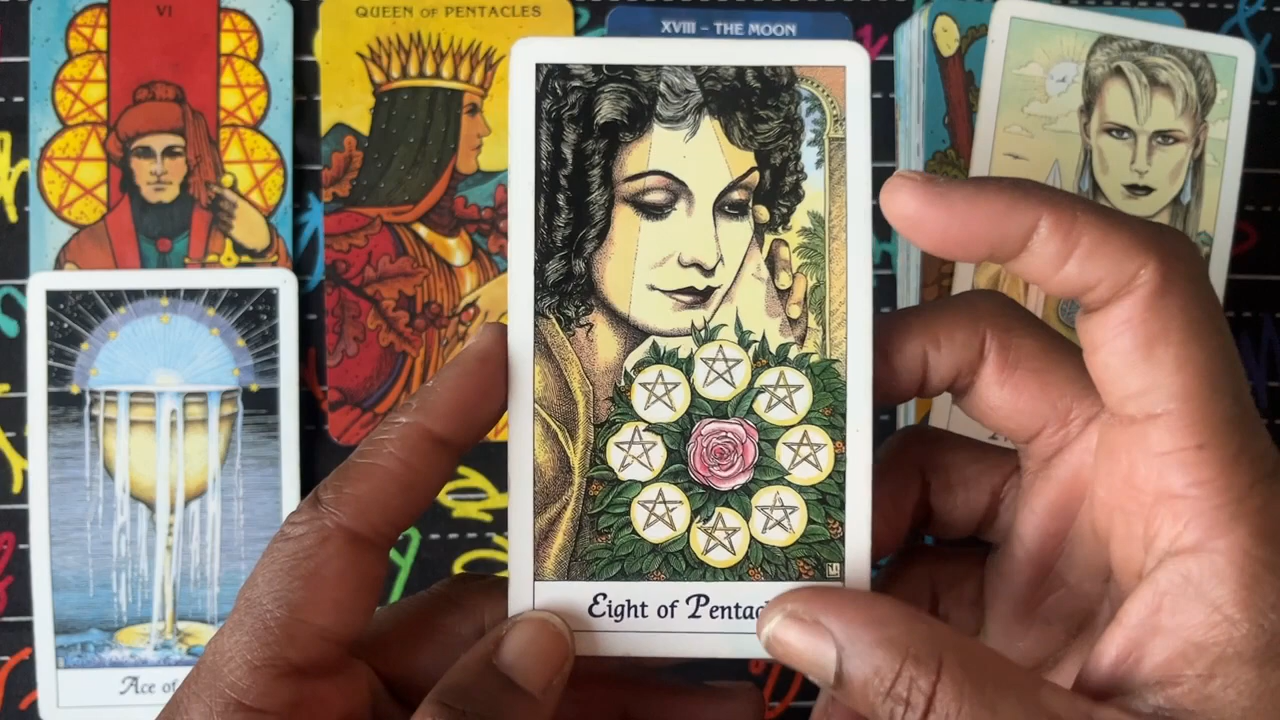 VI
QUEEN OF PENTACLES
XVIII – THE MOON
Eight of Pentac
Ace of